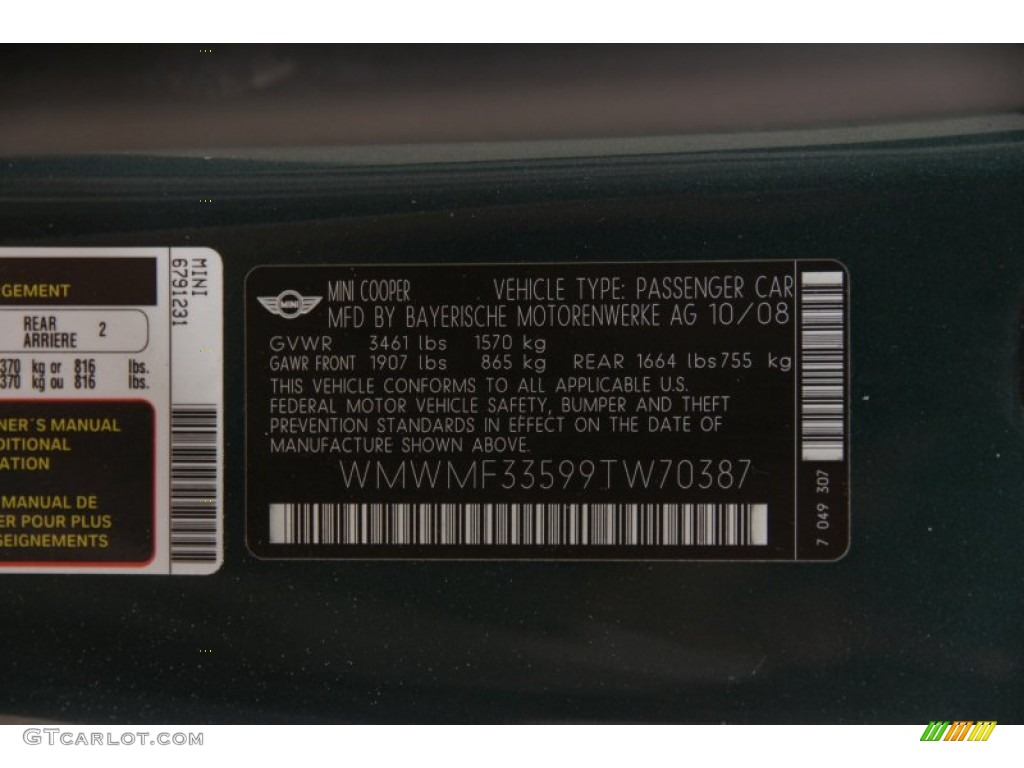 GEMENT
REAR
ARRIERE 2
370 kg or 816 lbs.
370 kg ou 816 lbs.
NER´S MANUAL
DITIONAL
ATION
MANUAL DE
ER POUR PLUS
SEIGNEMENTS
MINI
6791231
MINI
MINI COOPER VEHICLE TYPE: PASSENGER CAR
MFD BY BAYERISCHE MOTORENWERKE AG 10/08
GVWR 3461 lbs 1570 kg
GAWR FRONT 1907 lbs 865 kg REAR 1664 lbs 755 kg
THIS VEHICLE CONFORMS TO ALL APPLICABLE U.S.
FEDERAL MOTOR VEHICLE SAFETY, BUMPER AND THEFT
PREVENTION STANDARDS IN EFFECT ON THE DATE OF
MANUFACTURE SHOWN ABOVE.
WMWMF33599TW70387
7 049 307
GTCARLOT.COM